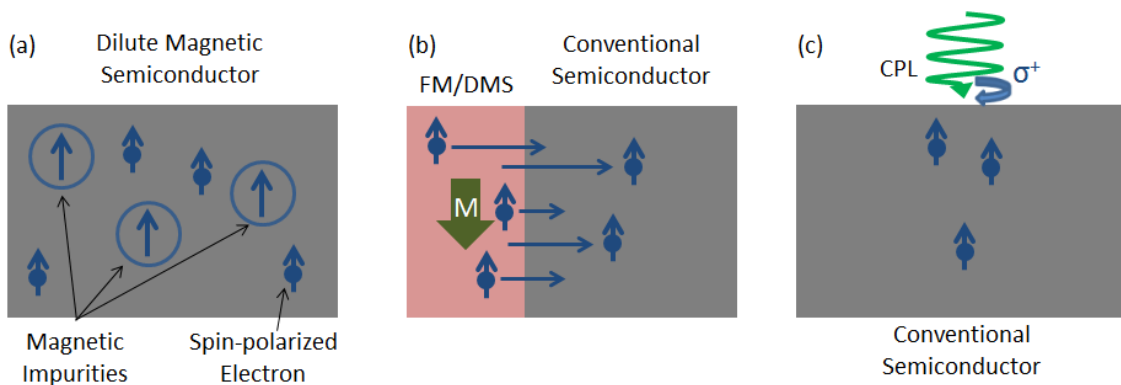 (a)
Dilute Magnetic
Semiconductor
Magnetic
Impurities
Spin-polarized
Electron
(b)
Conventional
Semiconductor
FM/DMS
M
(c)
CPL
σ⁺
Conventional
Semiconductor